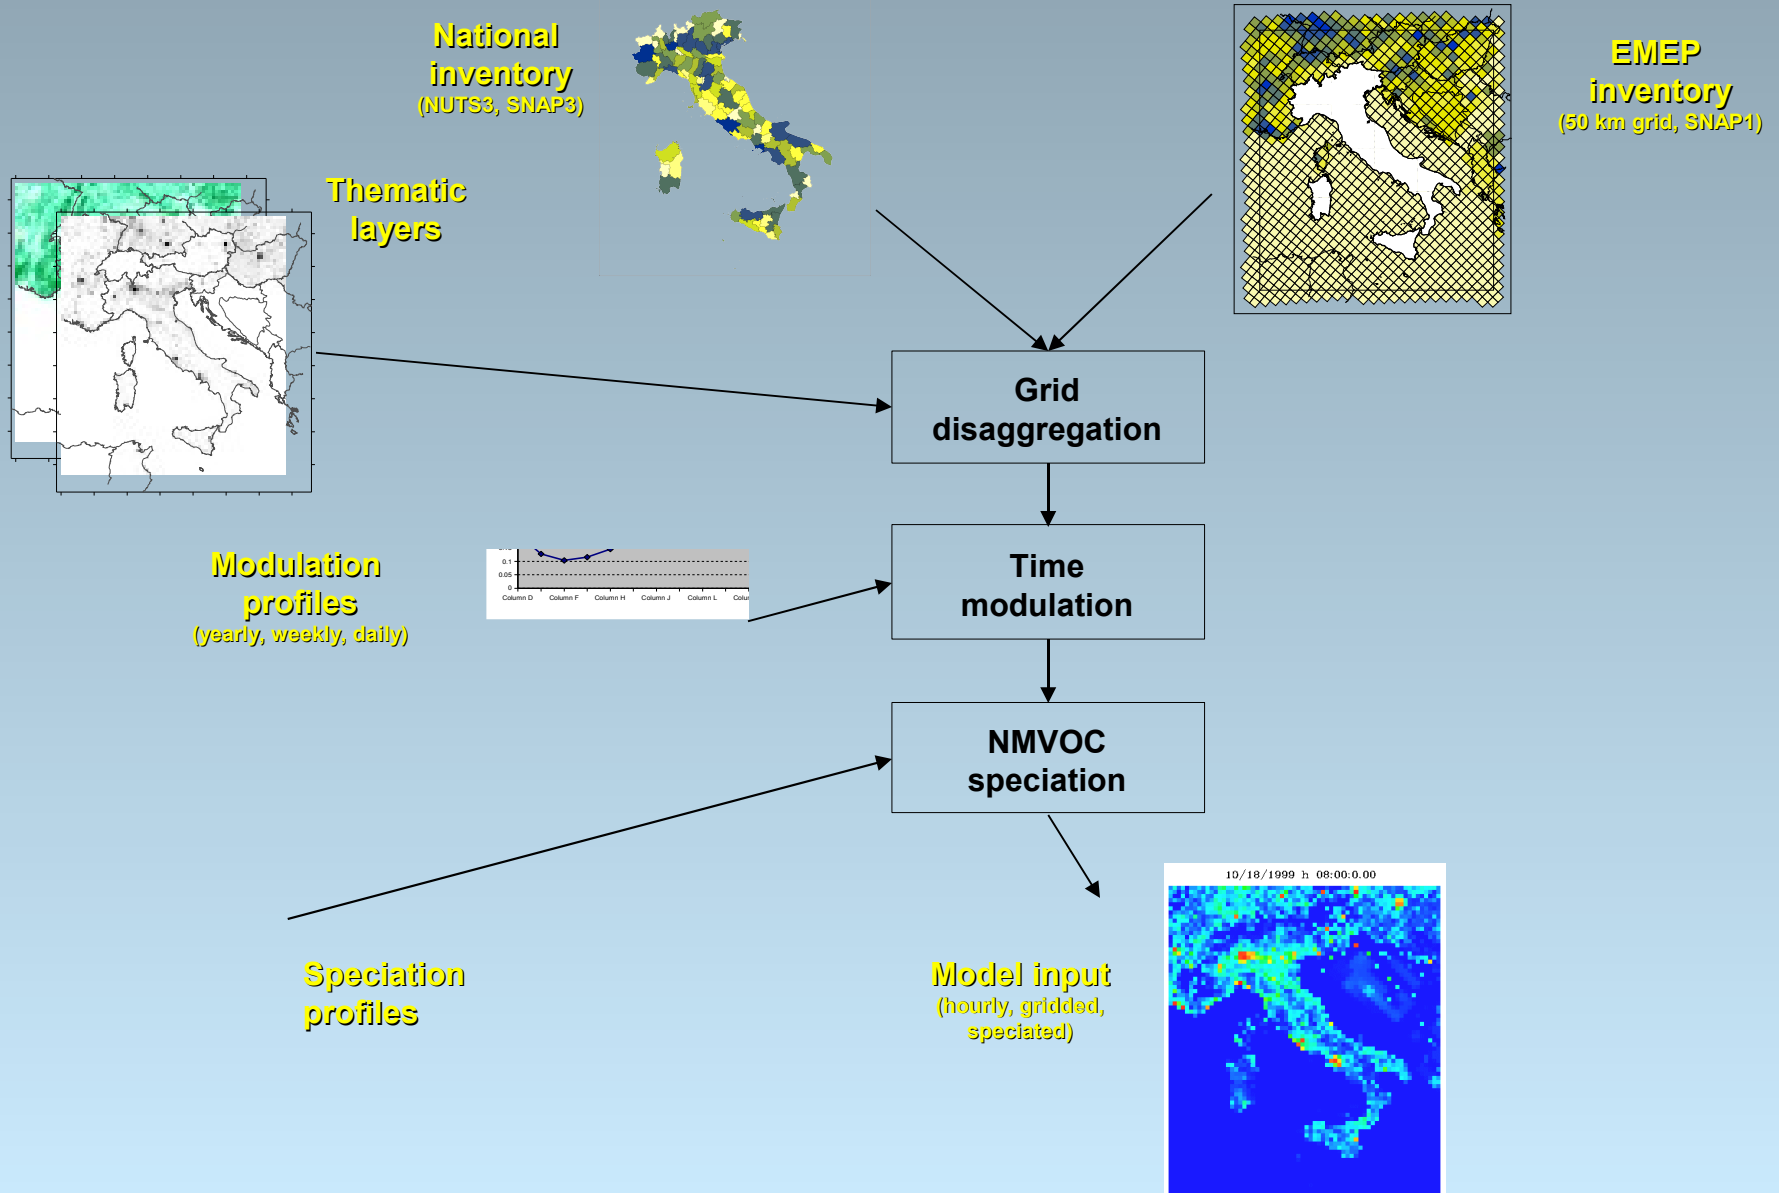 National
inventory
(NUTS3, SNAP3)
EMEP
inventory
(50 km grid, SNAP1)
Thematic
layers
Grid
disaggregation
Modulation
profiles
(yearly, weekly, daily)
0.1
0.05
0
Column D Column F Column H Column J Column L
Time
modulation
NMVOC
speciation
10/18/1999 h 08:00:0.00
Speciation
profiles
Model input
(hourly, gridded,
speciated)